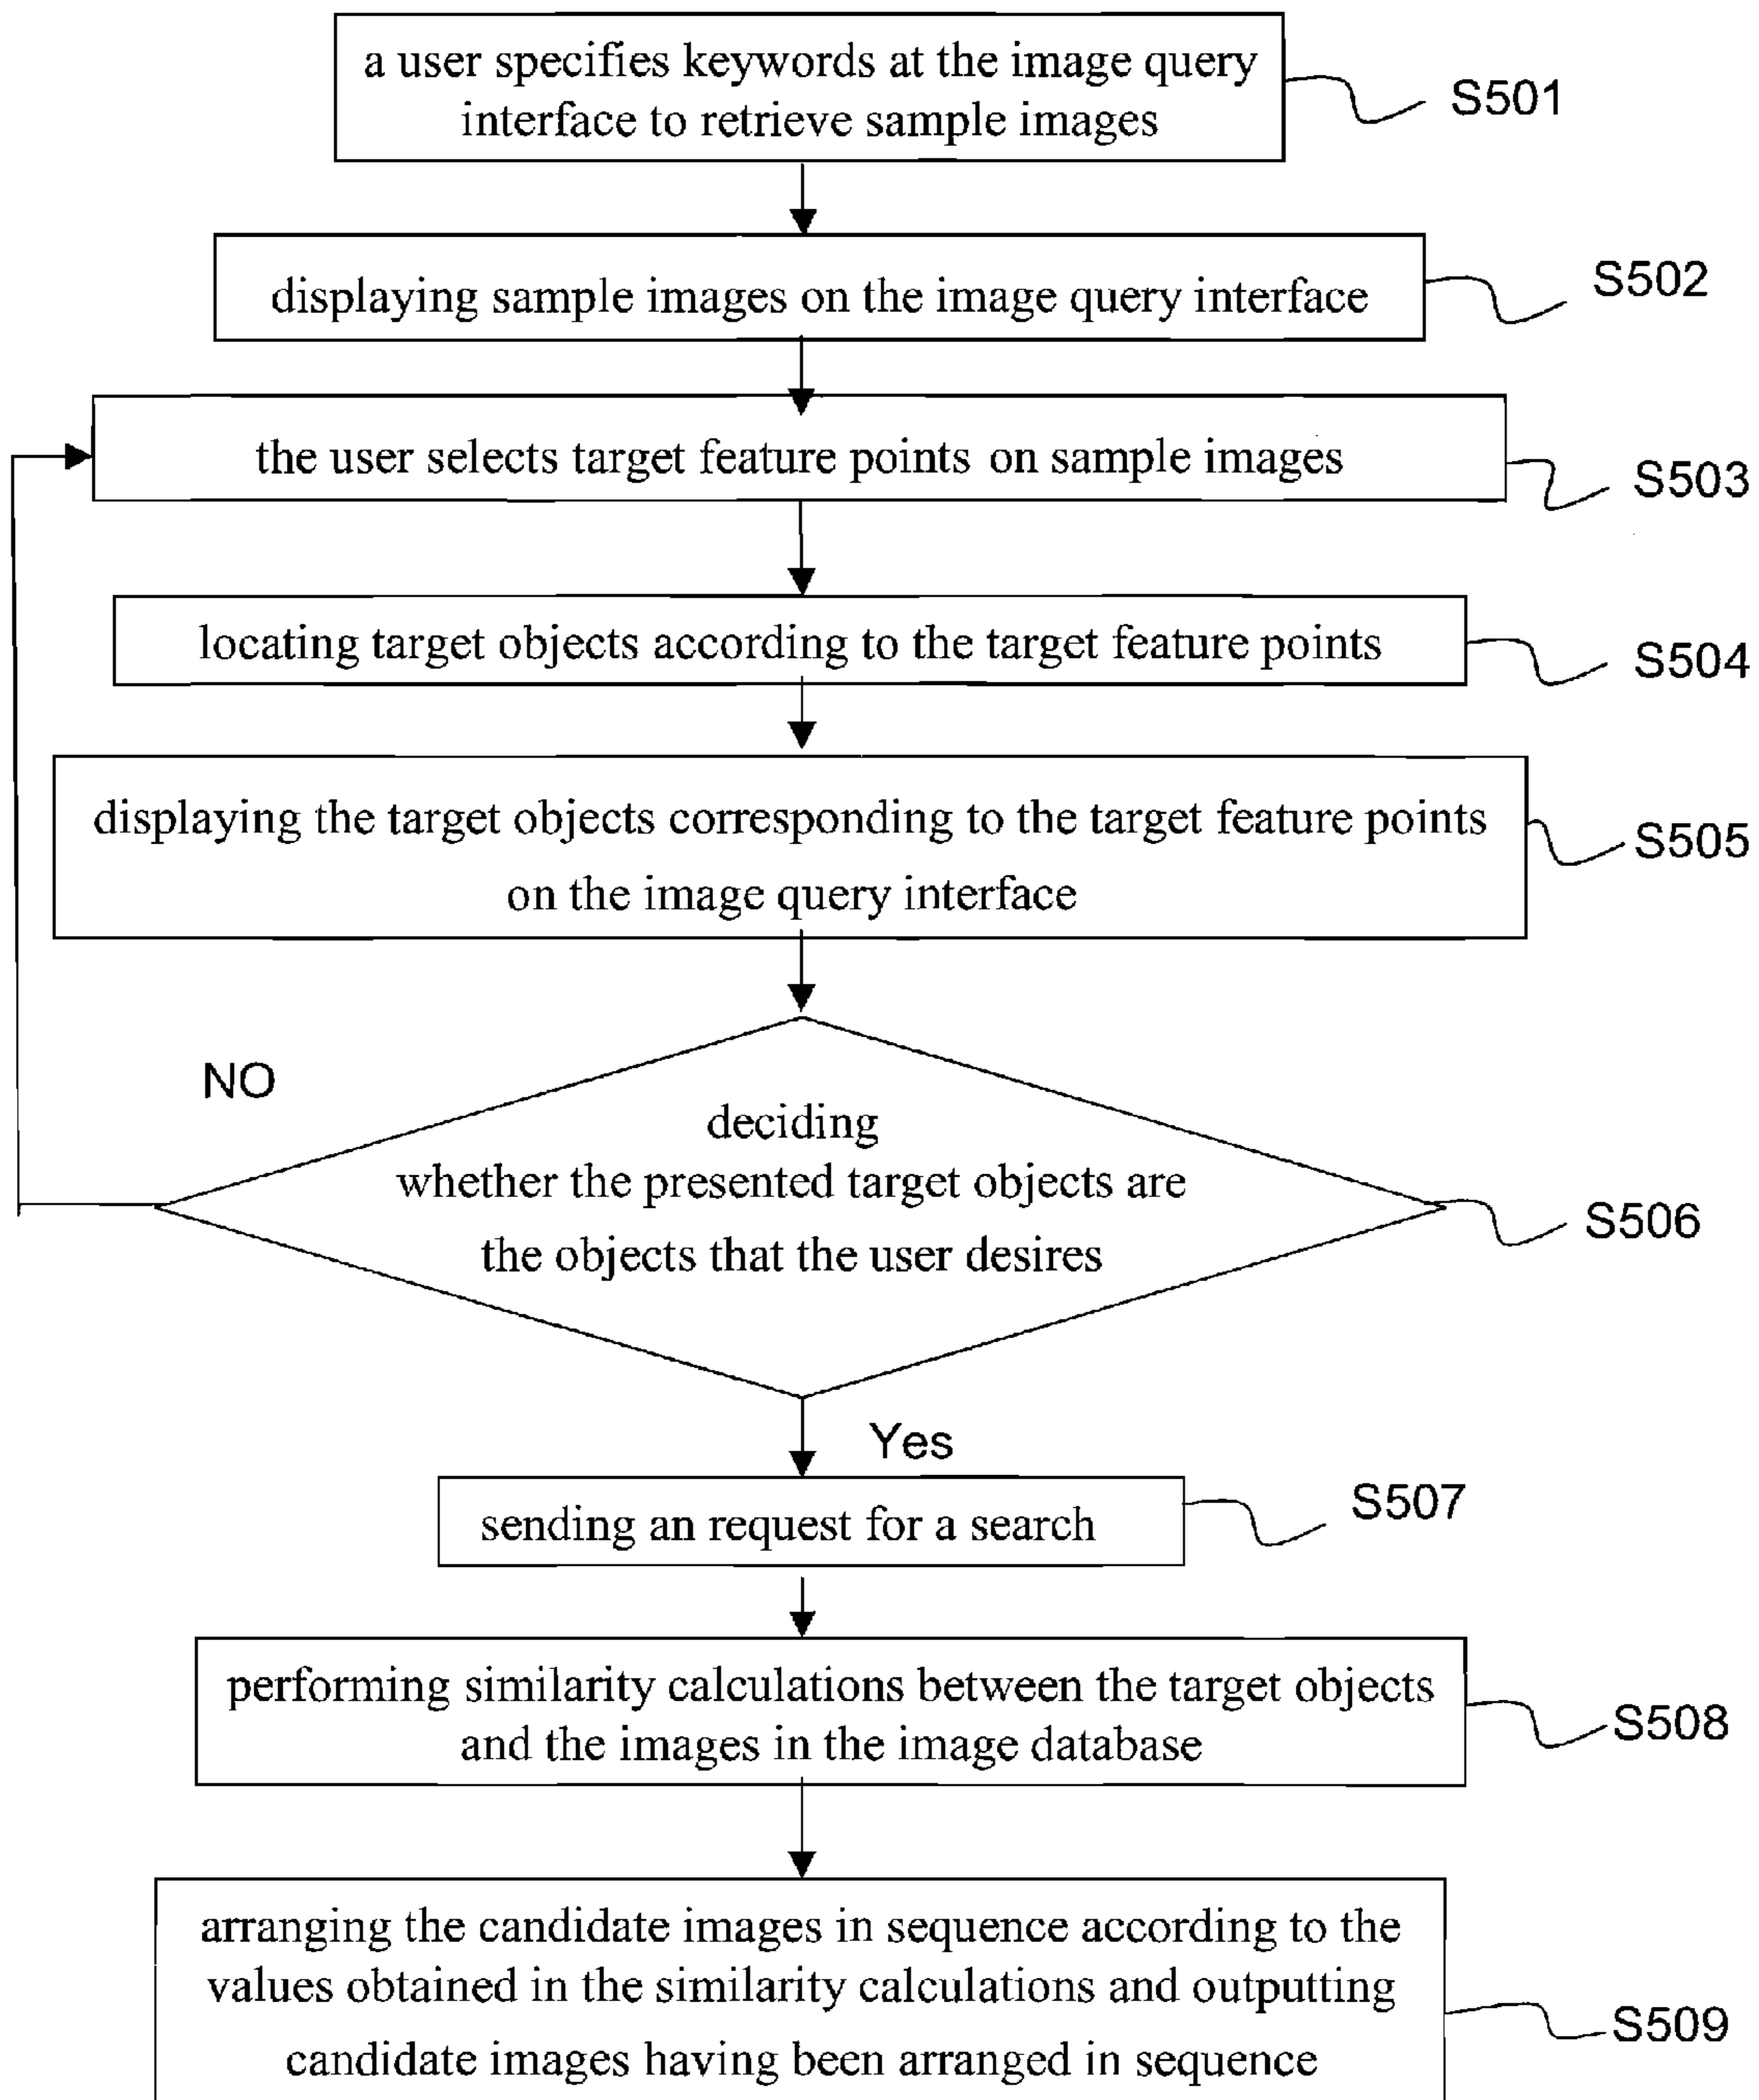 a user specifies keywords at the image query
interface to retrieve sample images
S501
displaying sample images on the image query interface
S502
the user selects target feature points on sample images
S503
locating target objects according to the target feature points
S504
displaying the target objects corresponding to the target feature points
on the image query interface
S505
NO
deciding
whether the presented target objects are
the objects that the user desires
S506
Yes
sending an request for a search
S507
performing similarity calculations between the target objects
and the images in the image database
S508
arranging the candidate images in sequence according to the
values obtained in the similarity calculations and outputting
candidate images having been arranged in sequence
S509